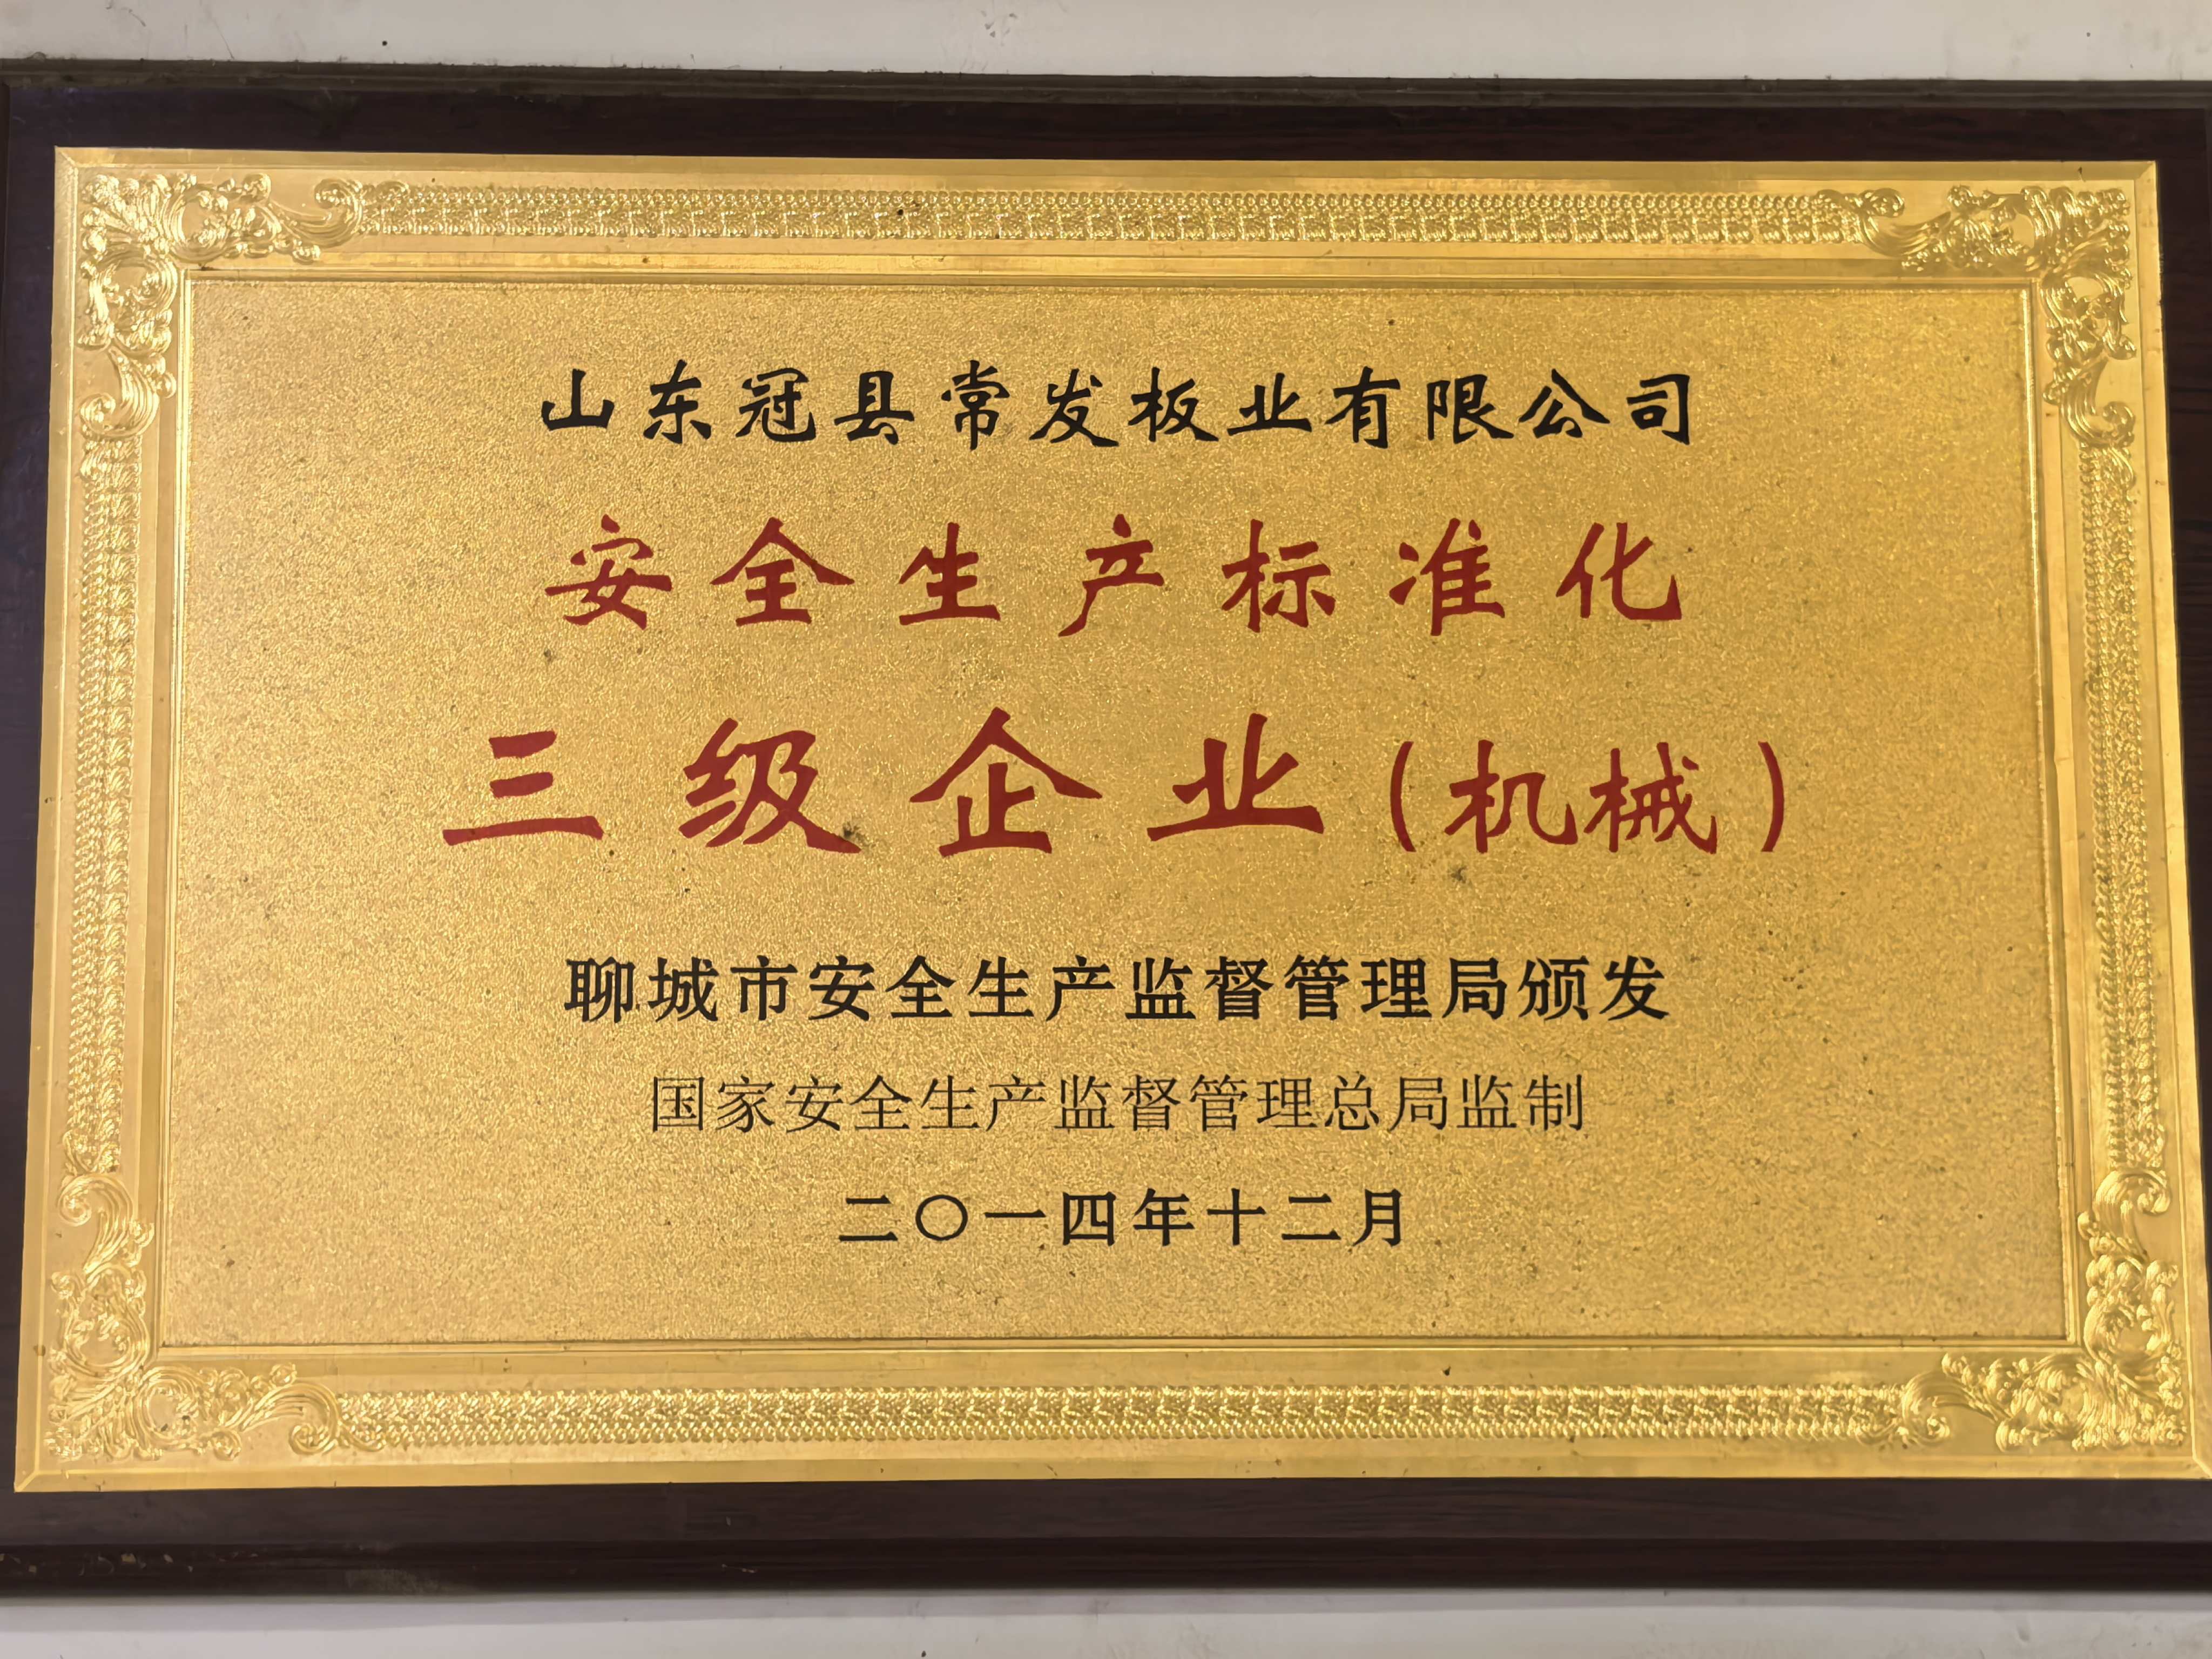 山东冠县常发板业有限公司
安全生产标准化
三级企业(机械)
聊城市安全生产监督管理局颁发
国家安全生产监督管理总局监制
二〇一四年十二月